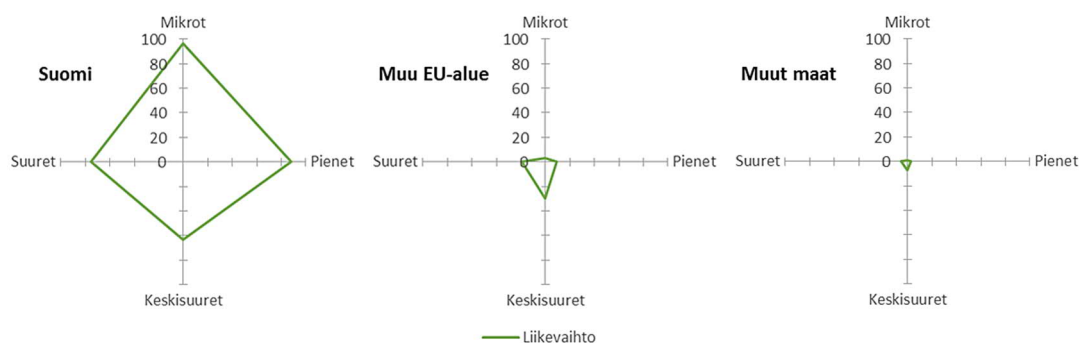 Mikrot
100
80
60
40
20
0
Suomi
Suuret
Pienet
Keskisuuret
Mikrot
100
80
60
40
20
0
Muu EU-alue
Suuret
Pienet
Keskisuuret
Mikrot
100
80
60
40
20
0
Muut maat
Suuret
Pienet
Keskisuuret
Liikevaihto